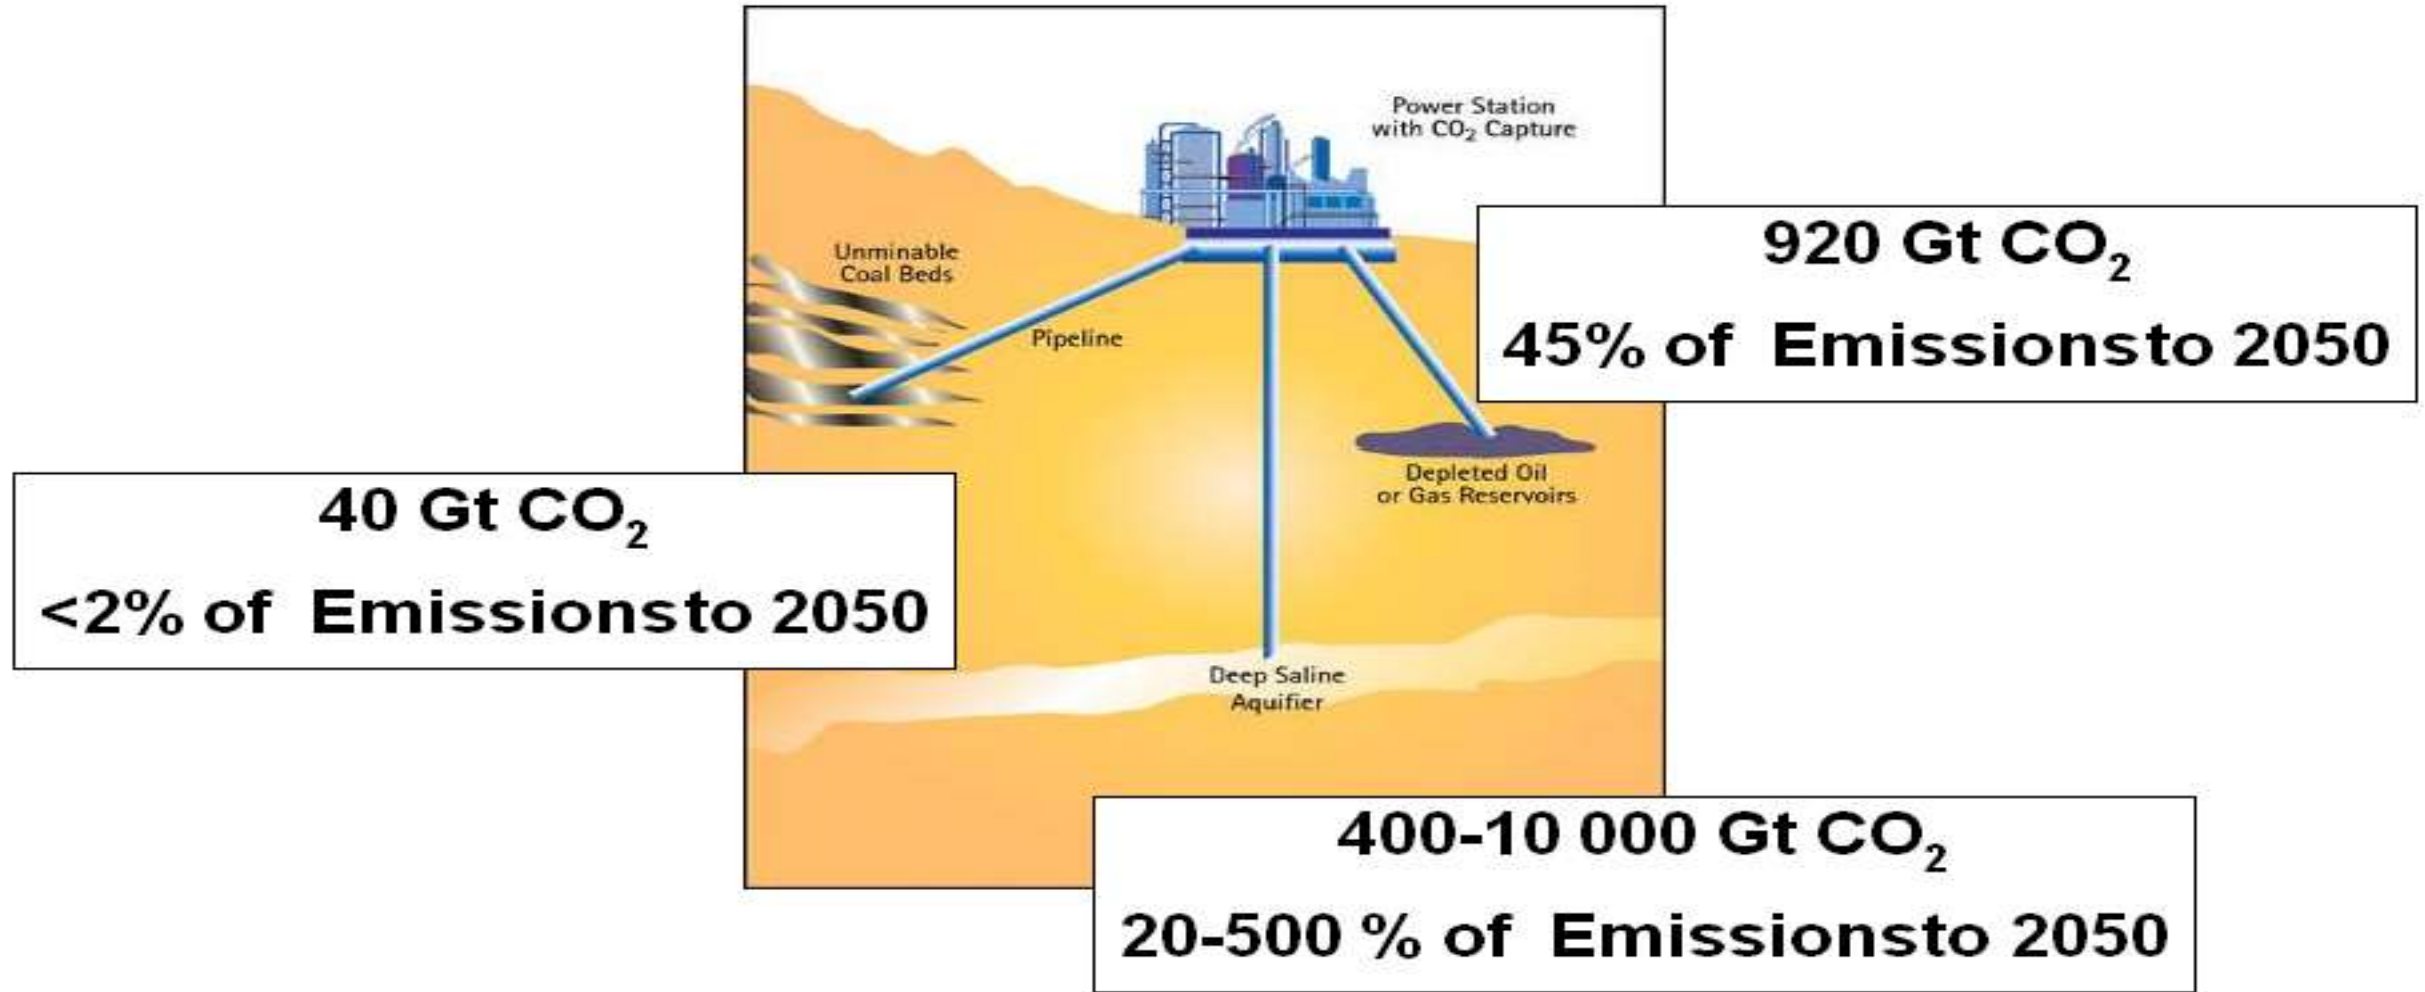 Power Station
with CO₂ Capture
920 Gt CO₂
45% of Emissionsto 2050
Unminable
Coal Beds
Pipeline
Depleted Oil
or Gas Reservoirs
40 Gt CO₂
<2% of Emissionsto 2050
Deep Saline
Aquifier
400-10 000 Gt CO₂
20-500 % of Emissionsto 2050